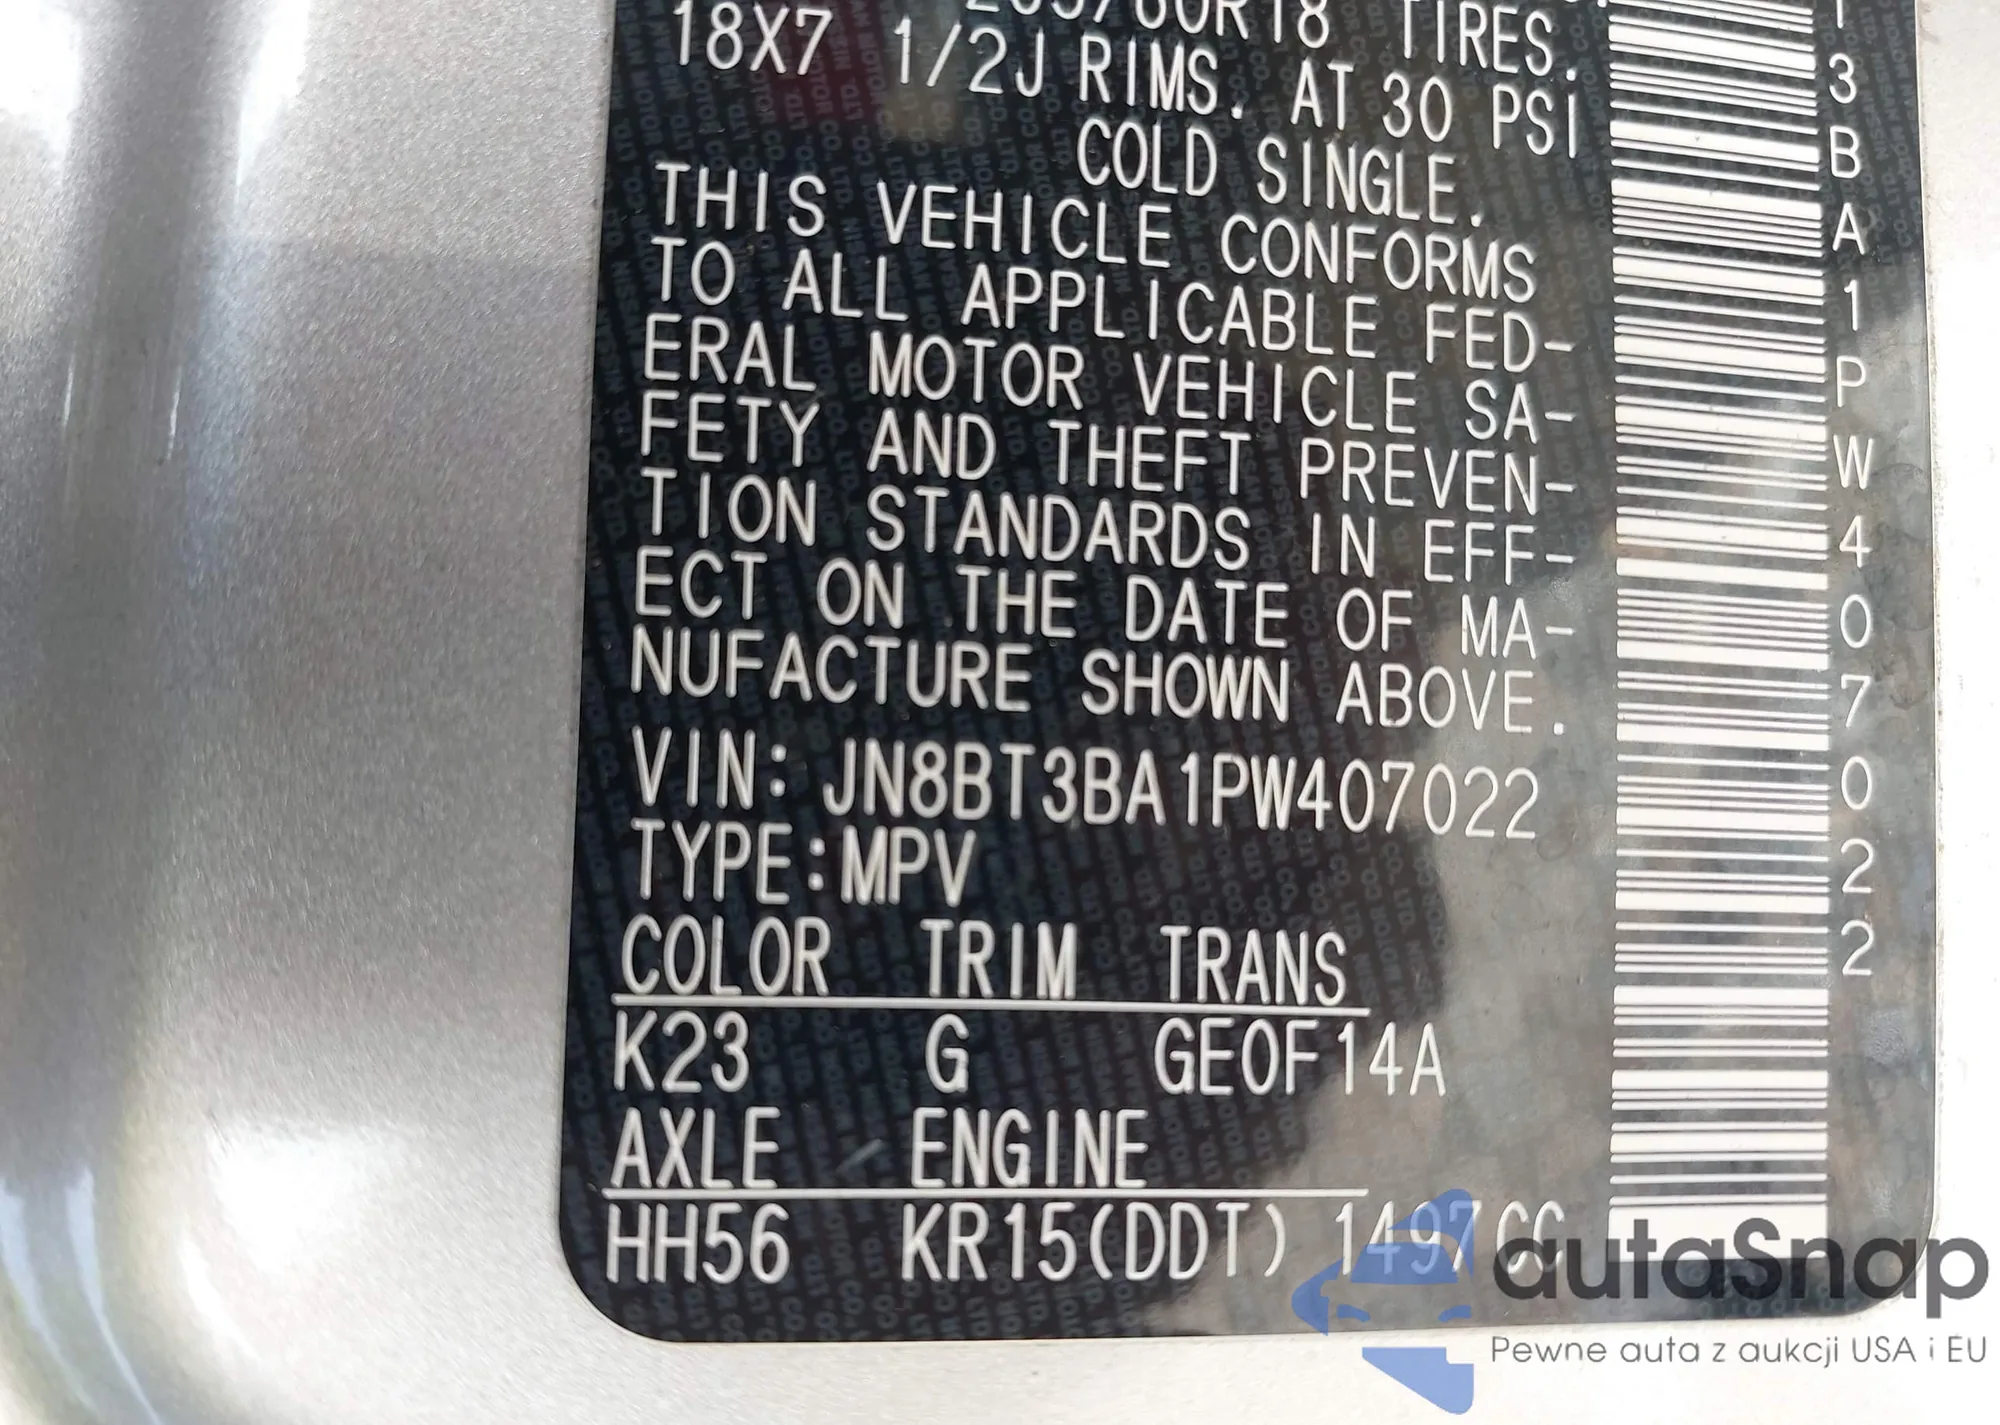 TIRES.
18X7 1/2J RIMS. AT 30 PSI
COLD SINGLE.
THIS VEHICLE CONFORMS
TO ALL APPLICABLE FED-
ERAL MOTOR VEHICLE SA-
FETY AND THEFT PREVEN-
TION STANDARDS IN EFF-
ECT ON THE DATE OF MA-
NUFACTURE SHOWN ABOVE.
VIN: JN8BT3BA1PW407022
TYPE:MPV
COLOR TRIM TRANS
K23 G GE0F14A
AXLE ENGINE
HH56 KR15(DDT) 1497CC
T3BA1PW407022
autaSnap
Pewne auta z aukcji USA i EU